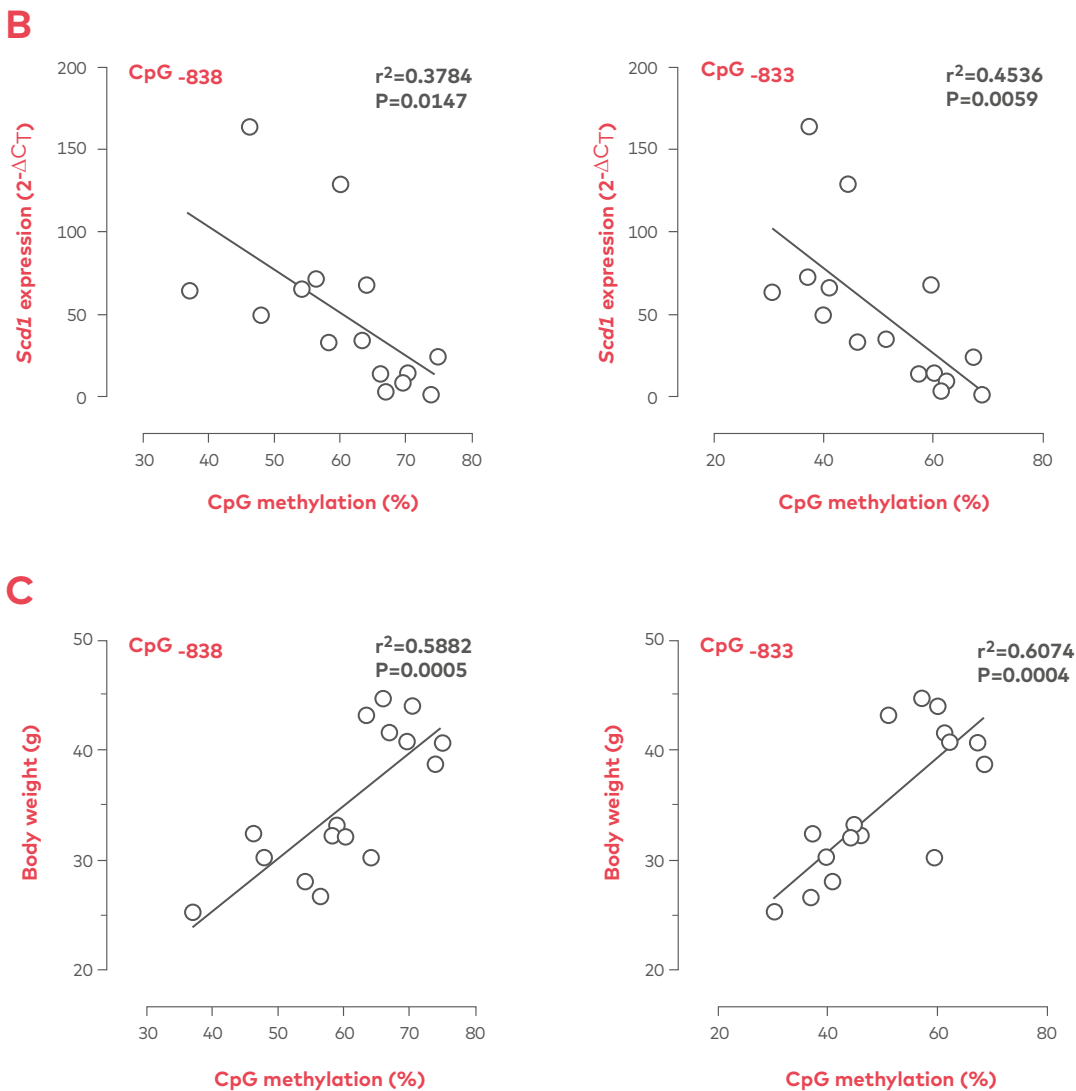 B
CpG -838
r²=0.3784
P=0.0147
Scd1 expression (2-ΔCT)
200
150
100
50
0
30 40 50 60 70 80
CpG methylation (%)
CpG -833
r²=0.4536
P=0.0059
Scd1 expression (2-ΔCT)
200
150
100
50
0
20 40 60 80
CpG methylation (%)
C
CpG -838
r²=0.5882
P=0.0005
Body weight (g)
50
40
30
20
30 40 50 60 70 80
CpG methylation (%)
CpG -833
r²=0.6074
P=0.0004
Body weight (g)
50
40
30
20
20 40 60 80
CpG methylation (%)